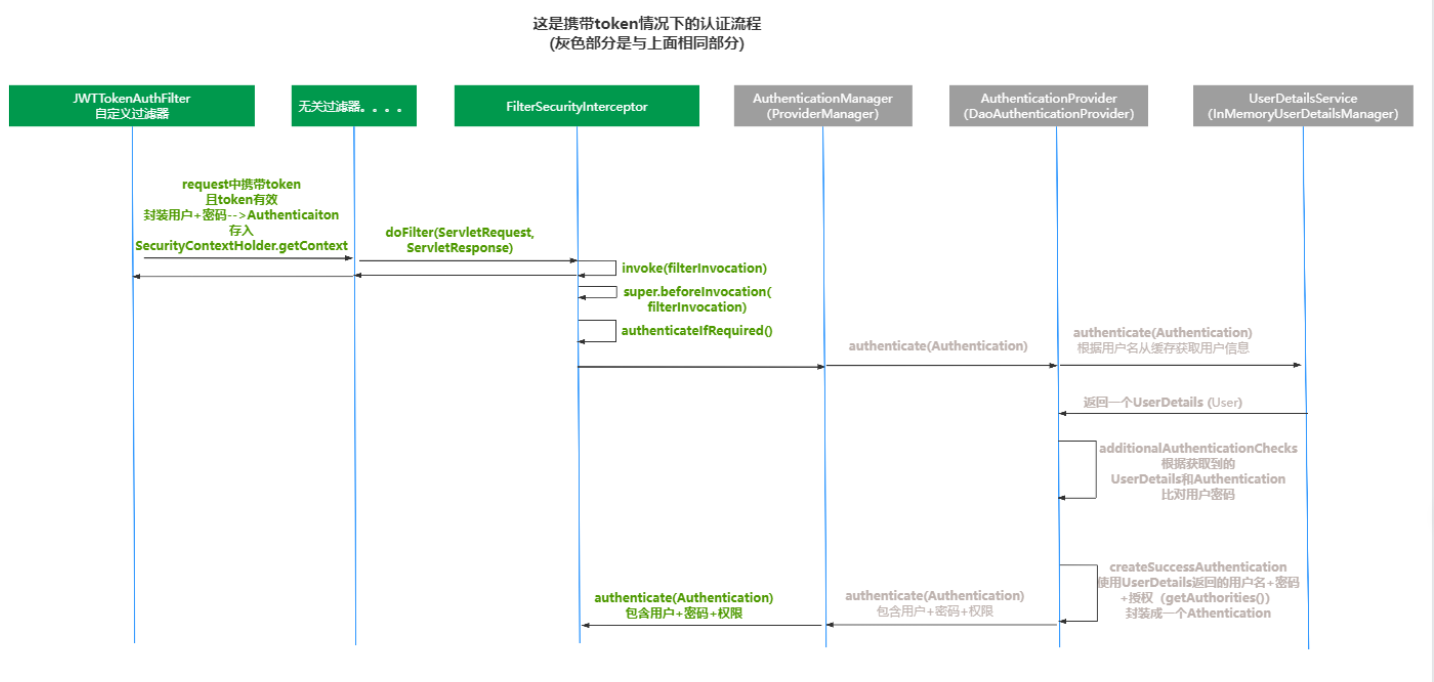 这是携带token情况下的认证流程
(灰色部分是与上面相同部分)
JWTTokenAuthFilter
自定义过滤器
无关过滤器。。。。
FilterSecurityInterceptor
AuthenticationManager
(ProviderManager)
AuthenticationProvider
(DaoAuthenticationProvider)
UserDetailsService
(InMemoryUserDetailsManager)
request中携带token
且token有效
封装用户+密码-->Authenticaiton
存入
SecurityContextHolder.getContext
doFilter(ServletRequest,
ServletResponse)
invoke(filterInvocation)
super.beforeInvocation(
filterInvocation)
authenticateIfRequired()
authenticate(Authentication)
authenticate(Authentication)
根据用户名从缓存获取用户信息
返回一个UserDetails (User)
additionalAuthenticationChecks
根据获取到的
UserDetails和Authentication
比对用户密码
createSuccessAuthentication
使用UserDetails返回的用户名+密码
+授权（getAuthorities()）
封装成一个Athentication
authenticate(Authentication)
包含用户+密码+权限
authenticate(Authentication)
包含用户+密码+权限